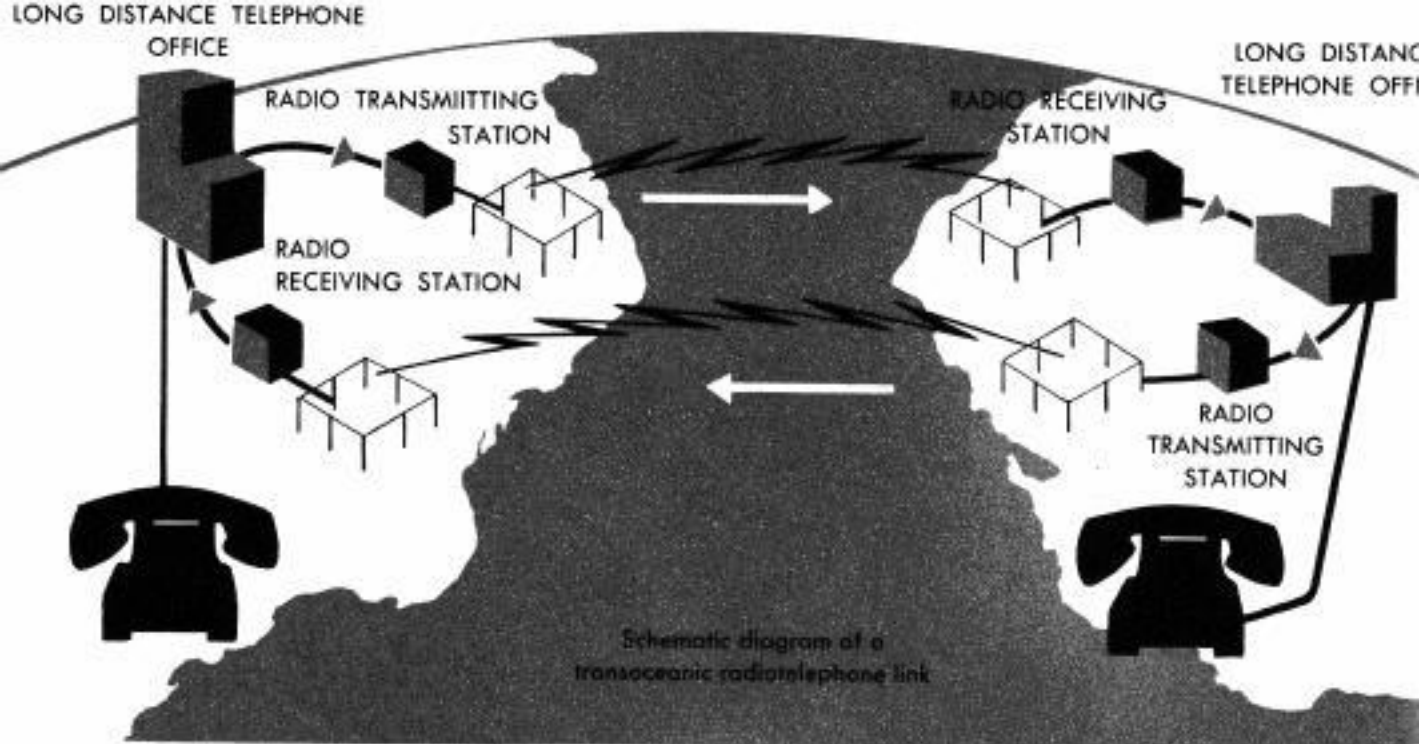 LONG DISTANCE TELEPHONE
OFFICE
RADIO TRANSMIITTING
STATION
RADIO
RECEIVING STATION
RADIO RECEIVING
STATION
LONG DISTANC
TELEPHONE OFFI
RADIO
TRANSMITTING
STATION
Schematic diagram of a
transoceanic radiotelephone link